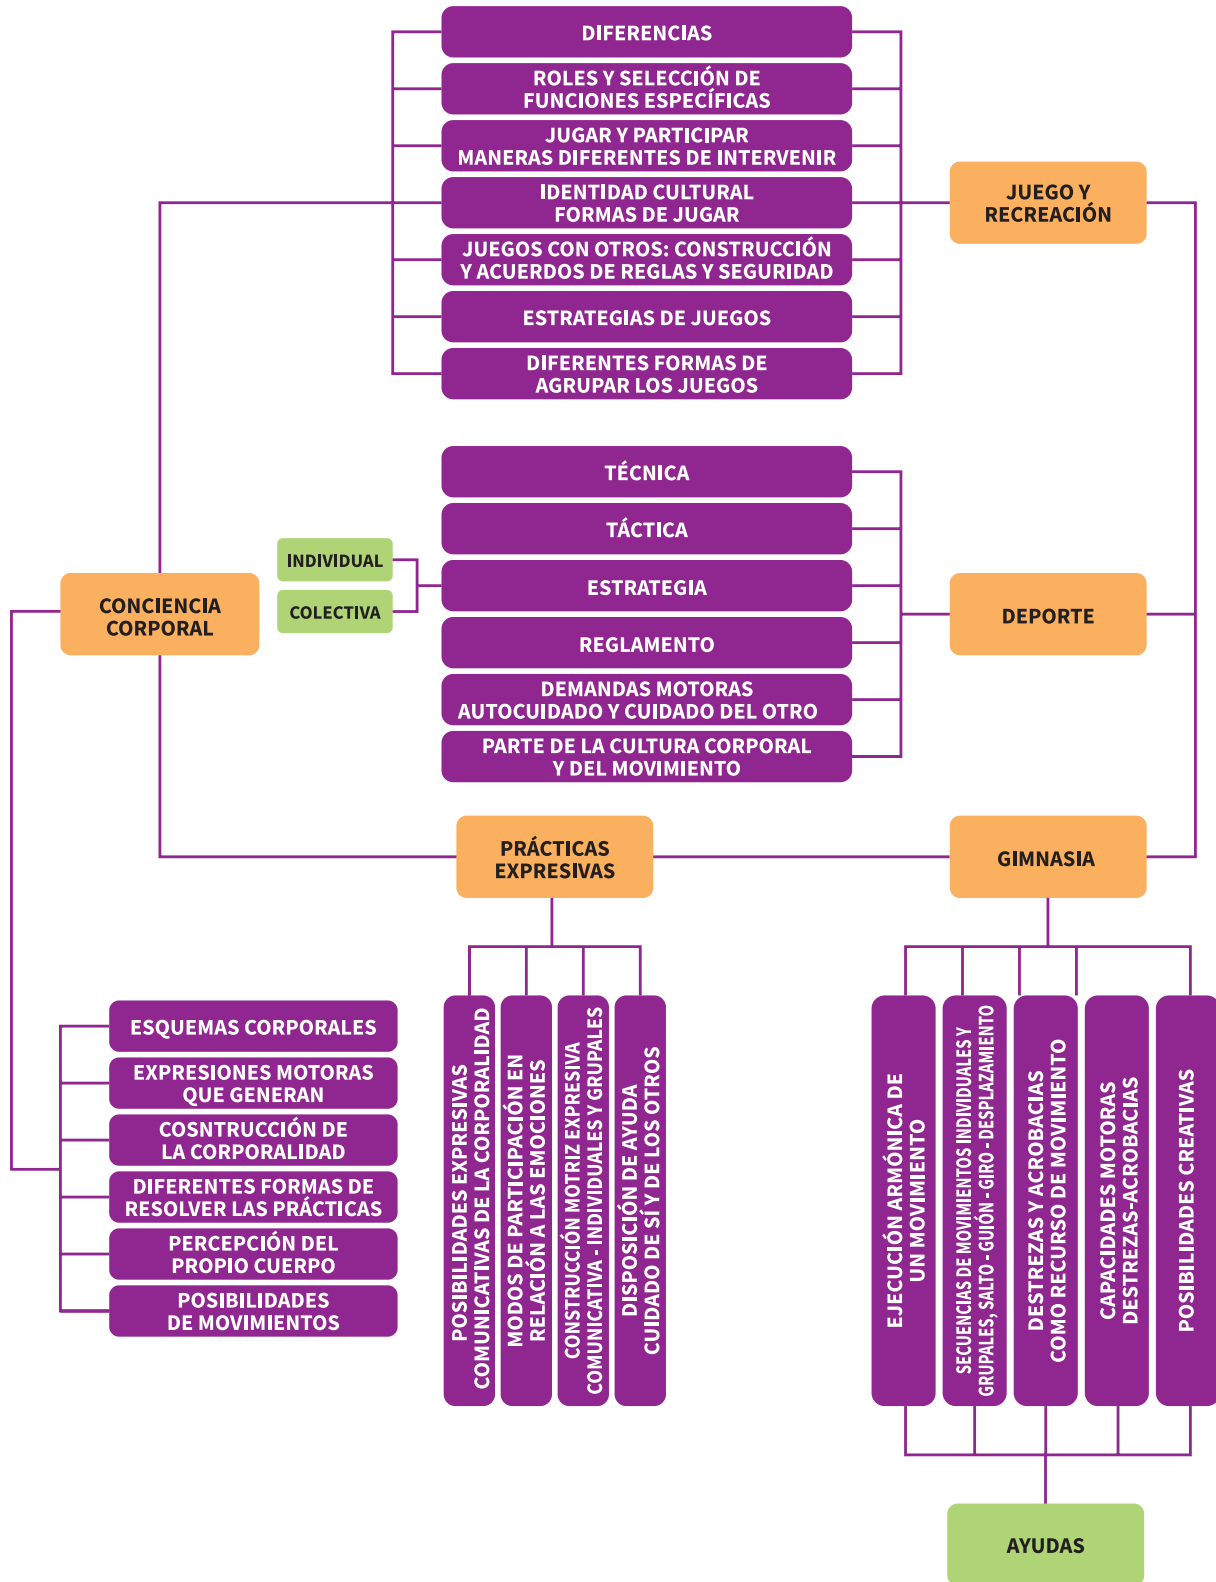 DIFERENCIAS
ROLES Y SELECCIÓN DE
FUNCIONES ESPECÍFICAS
JUGAR Y PARTICIPAR
MANERAS DIFERENTES DE INTERVENIR
IDENTIDAD CULTURAL
FORMAS DE JUGAR
JUEGOS CON OTROS: CONSTRUCCIÓN
Y ACUERDOS DE REGLAS Y SEGURIDAD
ESTRATEGIAS DE JUEGOS
DIFERENTES FORMAS DE
AGRUPAR LOS JUEGOS
JUEGO Y
RECREACIÓN
TÉCNICA
TÁCTICA
ESTRATEGIA
REGLAMENTO
DEMANDAS MOTORAS
AUTOCUIDADO Y CUIDADO DEL OTRO
PARTE DE LA CULTURA CORPORAL
Y DEL MOVIMIENTO
INDIVIDUAL
COLECTIVA
CONCIENCIA
CORPORAL
DEPORTE
PRÁCTICAS
EXPRESIVAS
GIMNASIA
ESQUEMAS CORPORALES
EXPRESIONES MOTORAS
QUE GENERAN
COSNTRUCCIÓN DE
LA CORPORALIDAD
DIFERENTES FORMAS DE
RESOLVER LAS PRÁCTICAS
PERCEPCIÓN DEL
PROPIO CUERPO
POSIBILIDADES
DE MOVIMIENTOS
POSIBILIDADES EXPRESIVAS
COMUNICATIVAS DE LA CORPORALIDAD
MODOS DE PARTICIPACIÓN EN
RELACIÓN A LAS EMOCIONES
CONSTRUCCIÓN MOTRIZ EXPRESIVA
COMUNICATIVA - INDIVIDUALES Y GRUPALES
DISPOSICIÓN DE AYUDA
CUIDADO DE SÍ Y DE LOS OTROS
EJECUCIÓN ARMÓNICA DE
UN MOVIMIENTO
SECUENCIAS DE MOVIMIENTOS INDIVIDUALES Y
GRUPALES, SALTO - GUIÓN - GIRO - DESPLAZAMIENTO
DESTREZAS Y ACROBACIAS
COMO RECURSO DE MOVIMIENTO
CAPACIDADES MOTORAS
DESTREZAS-ACROBACIAS
POSIBILIDADES CREATIVAS
AYUDAS